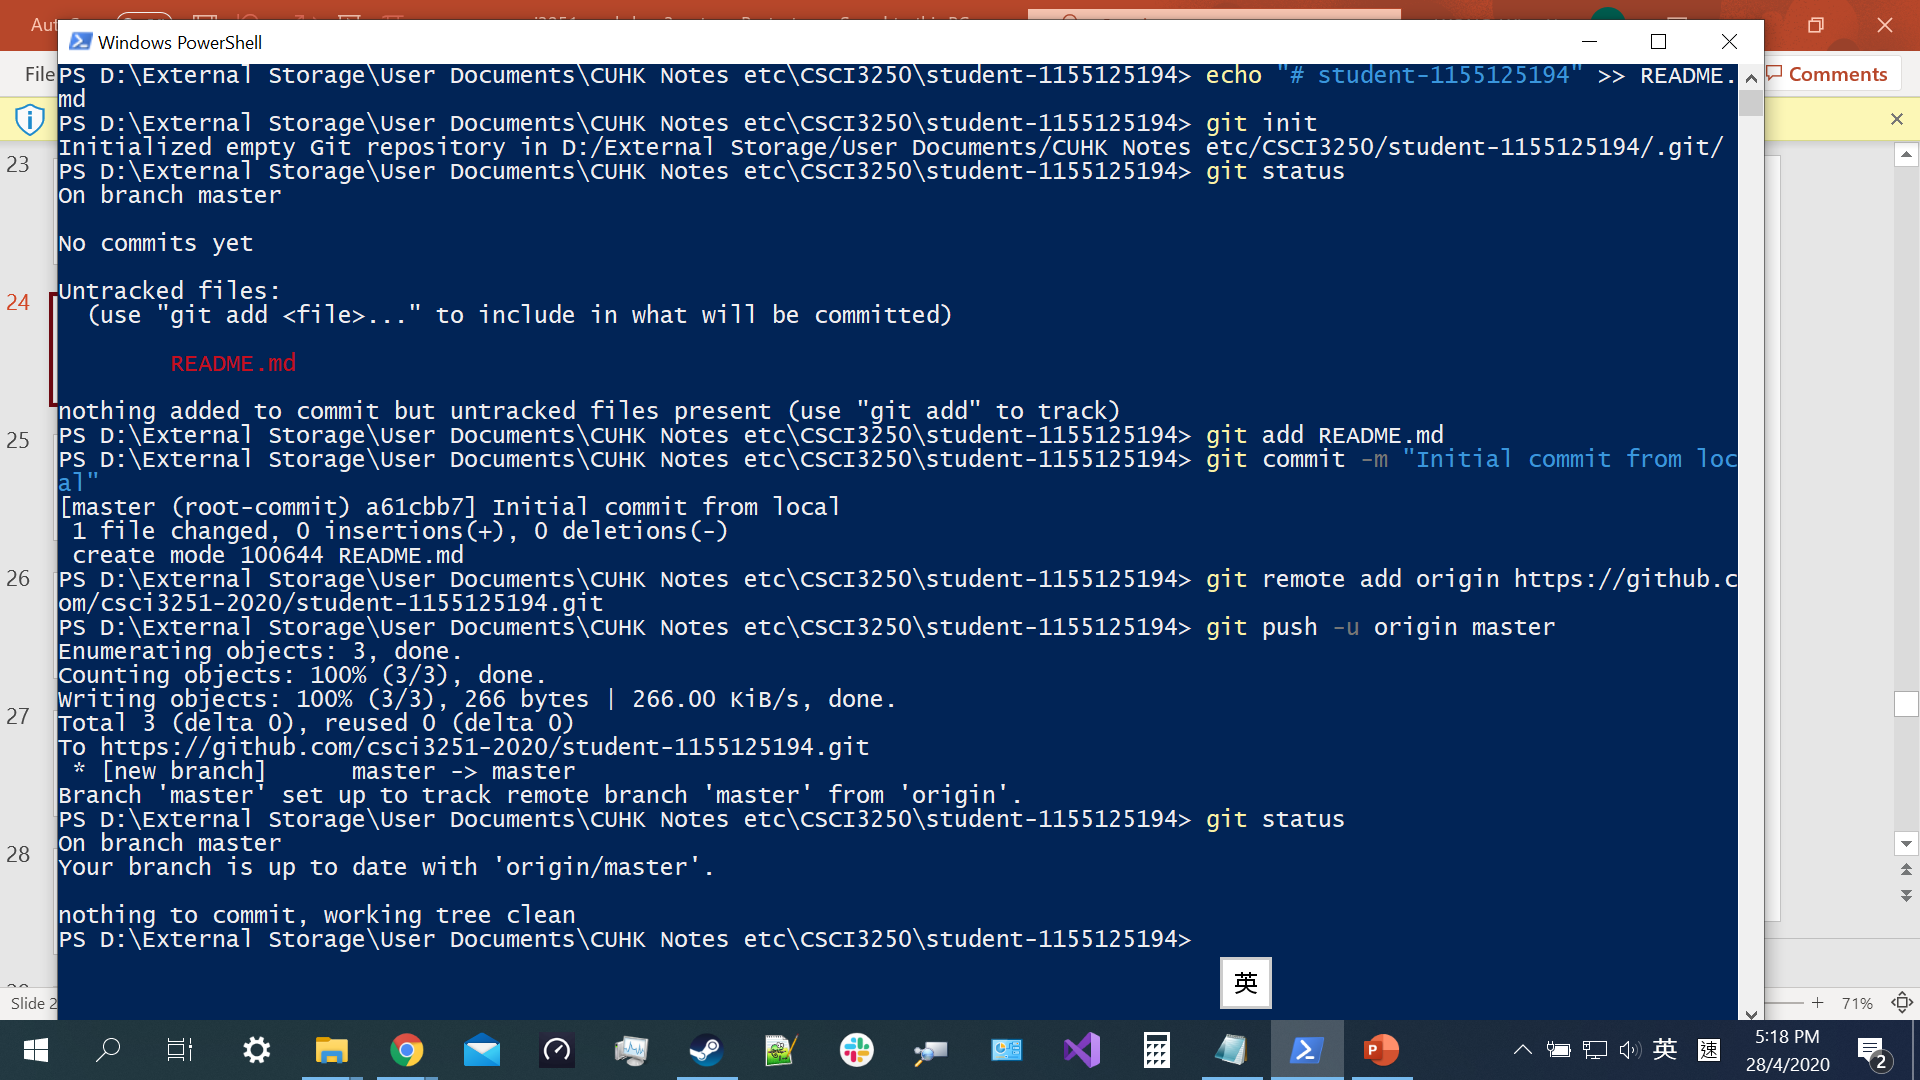 Windows PowerShell
File
Comments
PS D:\External Storage\User Documents\CUHK Notes etc\CSCI3250\student-1155125194> echo "# student-1155125194" >> README.
md
PS D:\External Storage\User Documents\CUHK Notes etc\CSCI3250\student-1155125194> git init
Initialized empty Git repository in D:/External Storage/User Documents/CUHK Notes etc/CSCI3250/student-1155125194/.git/
PS D:\External Storage\User Documents\CUHK Notes etc\CSCI3250\student-1155125194> git status
On branch master
No commits yet
Untracked files:
(use "git add <file>..." to include in what will be committed)
README.md
nothing added to commit but untracked files present (use "git add" to track)
PS D:\External Storage\User Documents\CUHK Notes etc\CSCI3250\student-1155125194> git add README.md
PS D:\External Storage\User Documents\CUHK Notes etc\CSCI3250\student-1155125194> git commit -m "Initial commit from loc
al"
[master (root-commit) a61cbb7] Initial commit from local
1 file changed, 0 insertions(+), 0 deletions(-)
create mode 100644 README.md
PS D:\External Storage\User Documents\CUHK Notes etc\CSCI3250\student-1155125194> git remote add origin https://github.c
om/csci3251-2020/student-1155125194.git
PS D:\External Storage\User Documents\CUHK Notes etc\CSCI3250\student-1155125194> git push -u origin master
Enumerating objects: 3, done.
Counting objects: 100% (3/3), done.
Writing objects: 100% (3/3), 266 bytes | 266.00 KiB/s, done.
Total 3 (delta 0), reused 0 (delta 0)
To https://github.com/csci3251-2020/student-1155125194.git
* [new branch]      master -> master
Branch 'master' set up to track remote branch 'master' from 'origin'.
PS D:\External Storage\User Documents\CUHK Notes etc\CSCI3250\student-1155125194> git status
On branch master
Your branch is up to date with 'origin/master'.
nothing to commit, working tree clean
PS D:\External Storage\User Documents\CUHK Notes etc\CSCI3250\student-1155125194>
英
23
24
25
26
27
28
Slide 2
71%
英
速
5:18 PM
28/4/2020
2